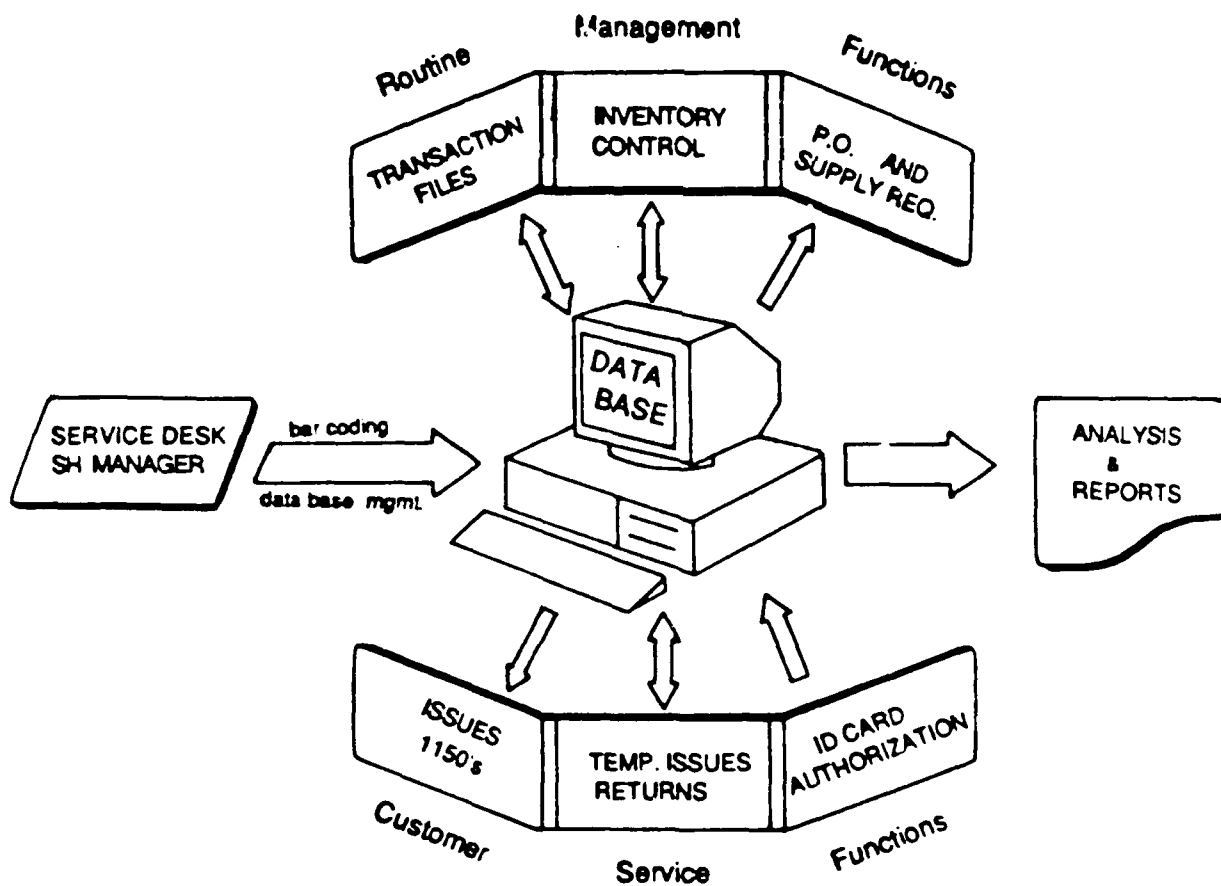 Routine Management Functions
TRANSACTION
FILES
INVENTORY
CONTROL
P.O. AND
SUPPLY REQ.
DATA
BASE
SERVICE DESK
SH MANAGER
bar coding
data base mgmt.
ANALYSIS
&
REPORTS
ISSUES
1150's
TEMP. ISSUES
RETURNS
ID CARD
AUTHORIZATION
Customer Service Functions